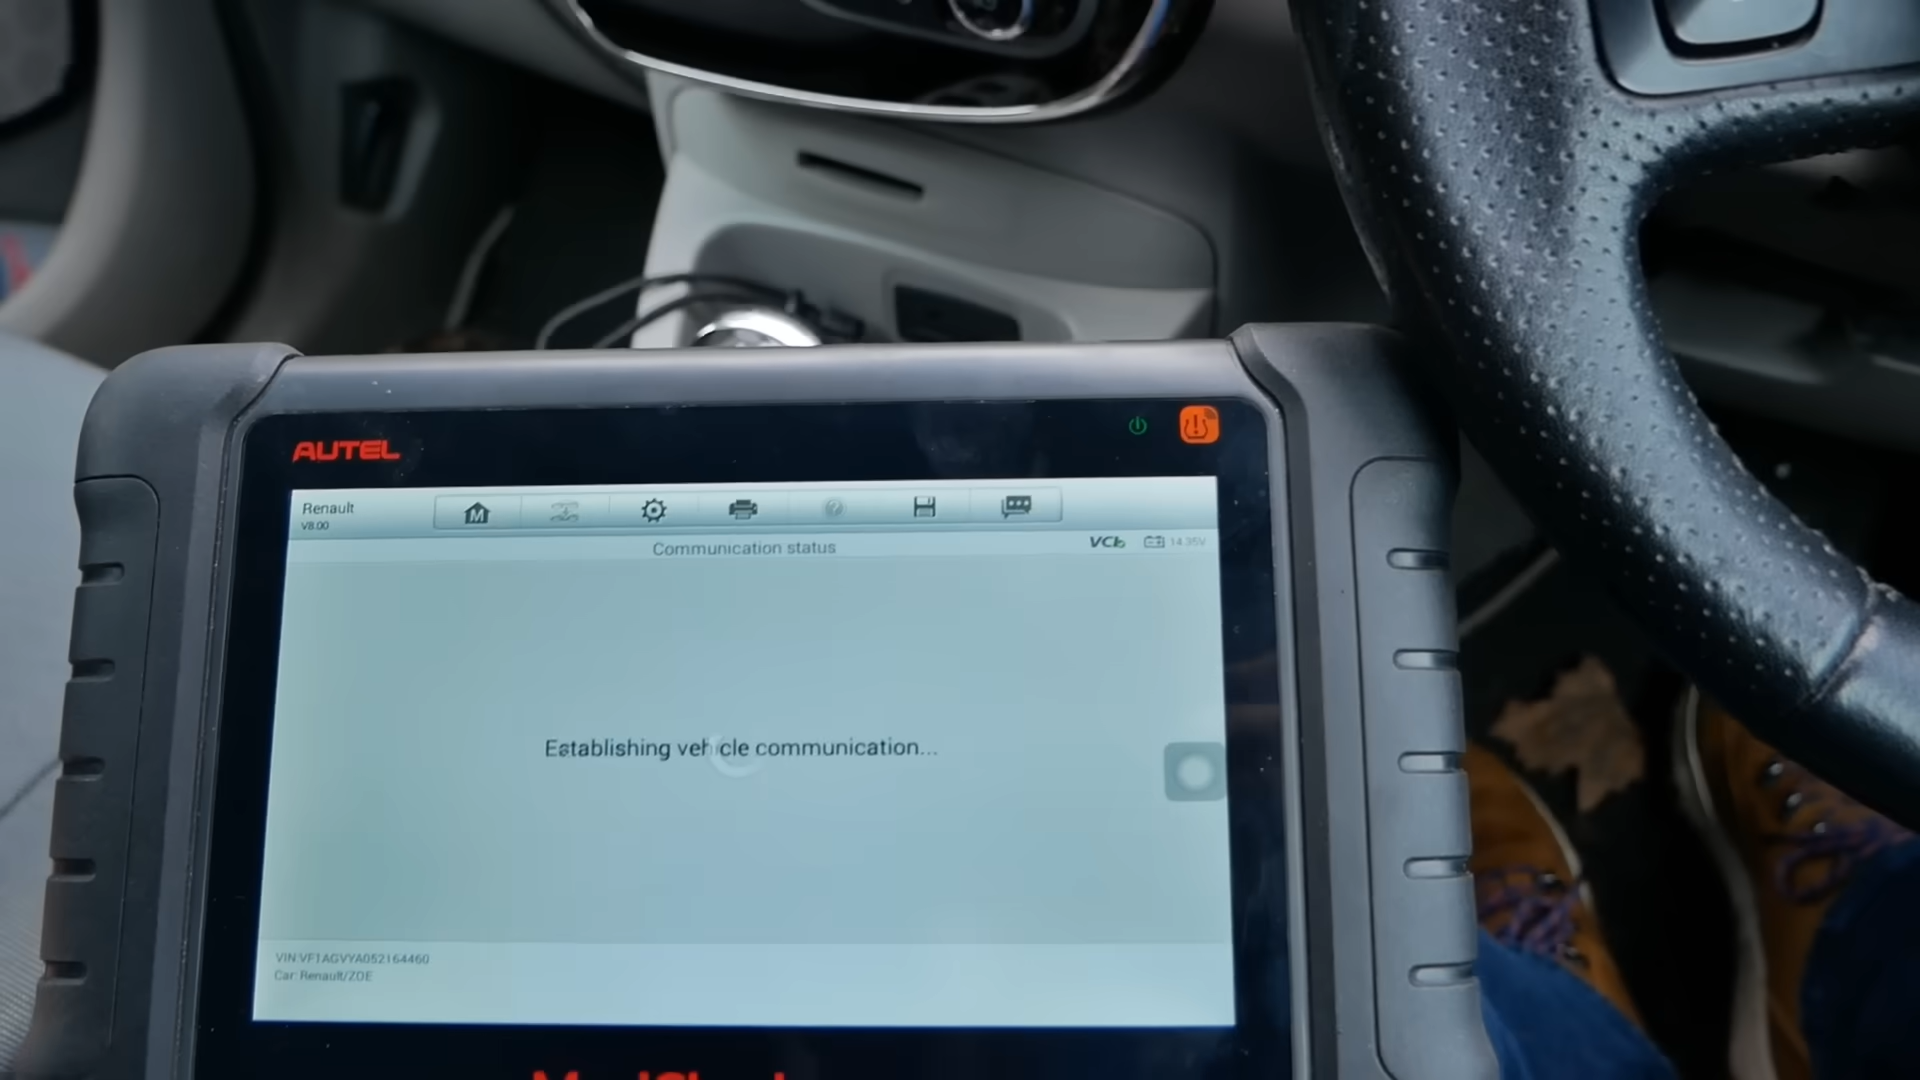 AUTEL
Renault
V8.00
Communication status
VCI
14.35V
Establishing vehicle communication...
VIN:VF1AGVYA052164460
Car: Renault/ZOE